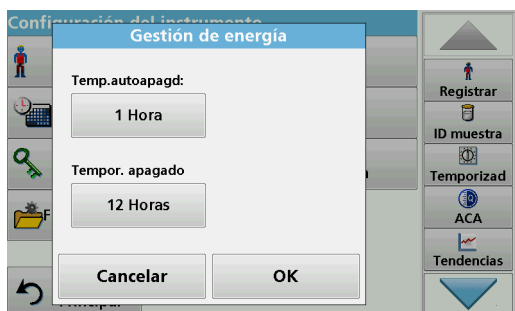 Configuración del instrumento
Gestión de energía
Temp.autoapagd:
1 Hora
Tempor. apagado
12 Horas
Cancelar
OK
Registrar
ID muestra
Temporizad
ACA
Tendencias